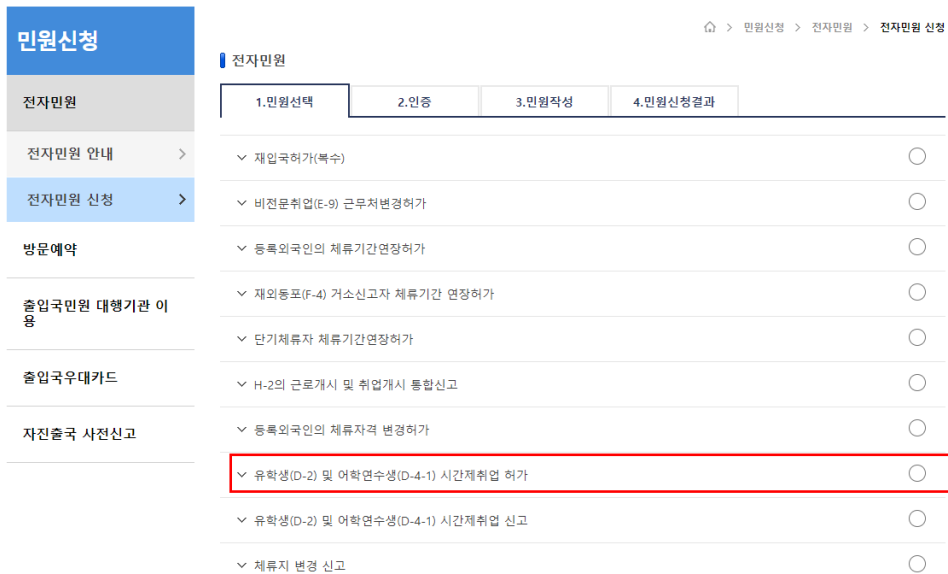 민원신청
전자민원
전자민원 안내
전자민원 신청
방문예약
출입국민원 대행기관 이
용
출입국우대카드
자진출국 사전신고
> 민원신청 > 전자민원 > 전자민원 신청
전자민원
1.민원선택 2.인증 3.민원작성 4.민원신청결과
재입국허가(복수)
비전문취업(E-9) 근무처변경허가
등록외국인의 체류기간연장허가
재외동포(F-4) 거소신고자 체류기간 연장허가
단기체류자 체류기간연장허가
H-2의 근로개시 및 취업개시 통합신고
등록외국인의 체류자격 변경허가
유학생(D-2) 및 어학연수생(D-4-1) 시간제취업 허가
유학생(D-2) 및 어학연수생(D-4-1) 시간제취업 신고
체류지 변경 신고